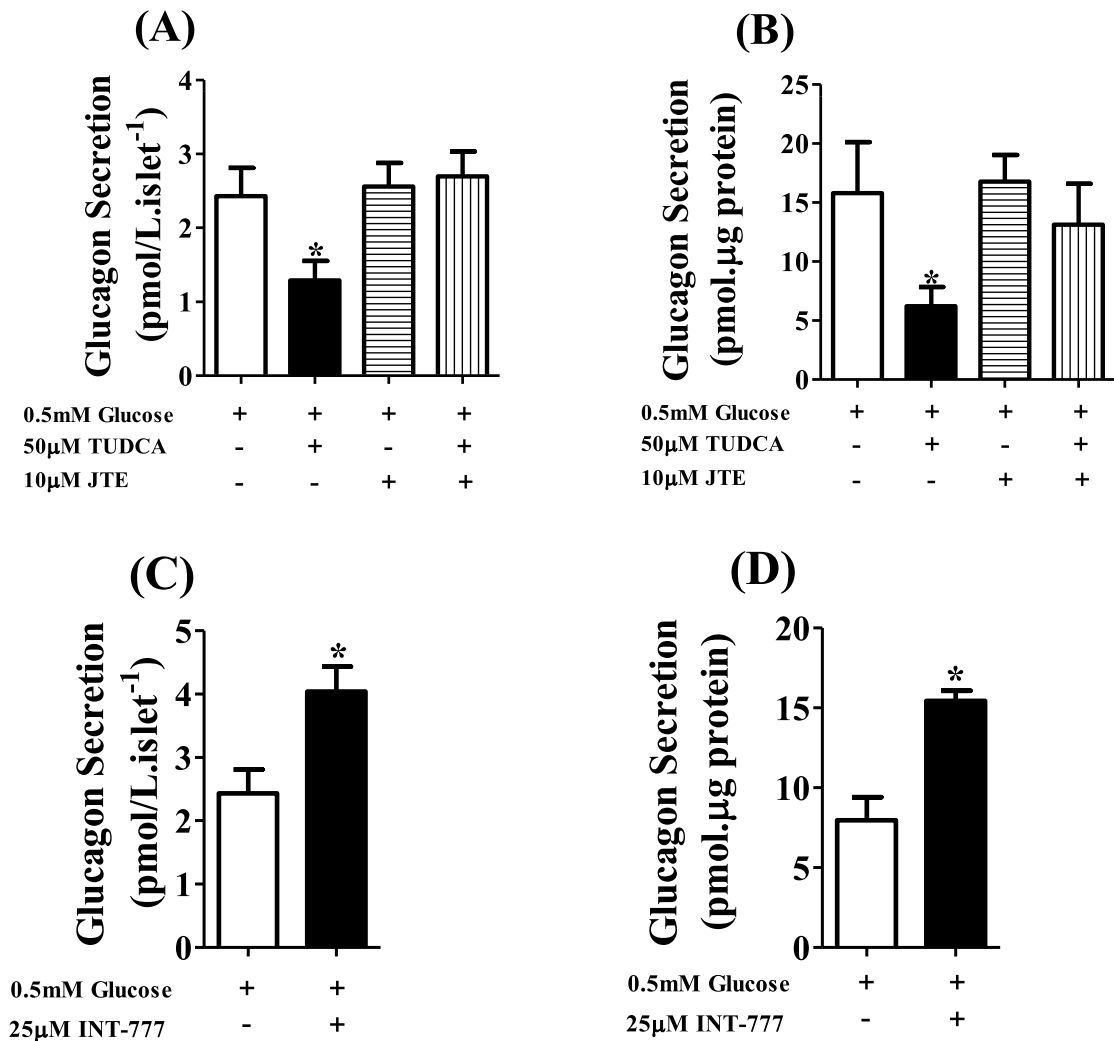 (A)
Glucagon Secretion
(pmol/L.islet⁻¹)
4
3
2
1
0
*
0.5mM Glucose + + + +
50μM TUDCA - + - +
10μM JTE - - + +
(B)
Glucagon Secretion
(pmol.μg protein)
25
20
15
10
5
0
*
0.5mM Glucose + + + +
50μM TUDCA - + - +
10μM JTE - - + +
(C)
Glucagon Secretion
(pmol/L.islet⁻¹)
5
4
3
2
1
0
*
0.5mM Glucose + +
25μM INT-777 - +
(D)
Glucagon Secretion
(pmol.μg protein)
20
15
10
5
0
*
0.5mM Glucose + +
25μM INT-777 - +